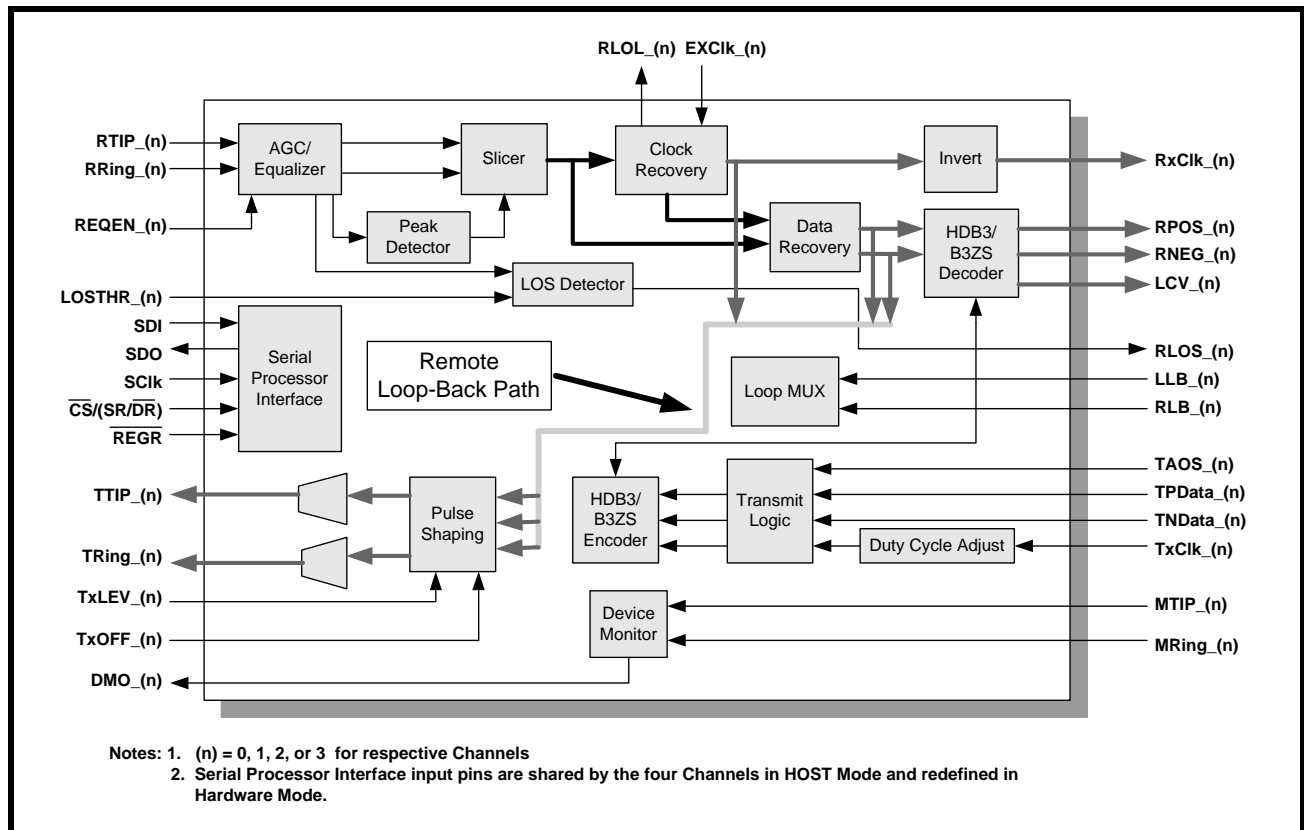 RLOL_(n) EXClk_(n)
RTIP_(n)
RRing_(n)
REQEN_(n)
LOSTHR_(n)
SDI
SDO
SClk
CS/(SR/DR)
REGR
TTIP_(n)
TRing_(n)
TxLEV_(n)
TxOFF_(n)
DMO_(n)
AGC/
Equalizer
Slicer
Clock
Recovery
Invert
Peak
Detector
Data
Recovery
HDB3/
B3ZS
Decoder
LOS Detector
Serial
Processor
Interface
Remote
Loop-Back Path
Loop MUX
Pulse
Shaping
HDB3/
B3ZS
Encoder
Transmit
Logic
Duty Cycle Adjust
Device
Monitor
RxClk_(n)
RPOS_(n)
RNEG_(n)
LCV_(n)
RLOS_(n)
LLB_(n)
RLB_(n)
TAOS_(n)
TPData_(n)
TNData_(n)
TxClk_(n)
MTIP_(n)
MRing_(n)
Notes: 1. (n) = 0, 1, 2, or 3 for respective Channels
2. Serial Processor Interface input pins are shared by the four Channels in HOST Mode and redefined in
Hardware Mode.